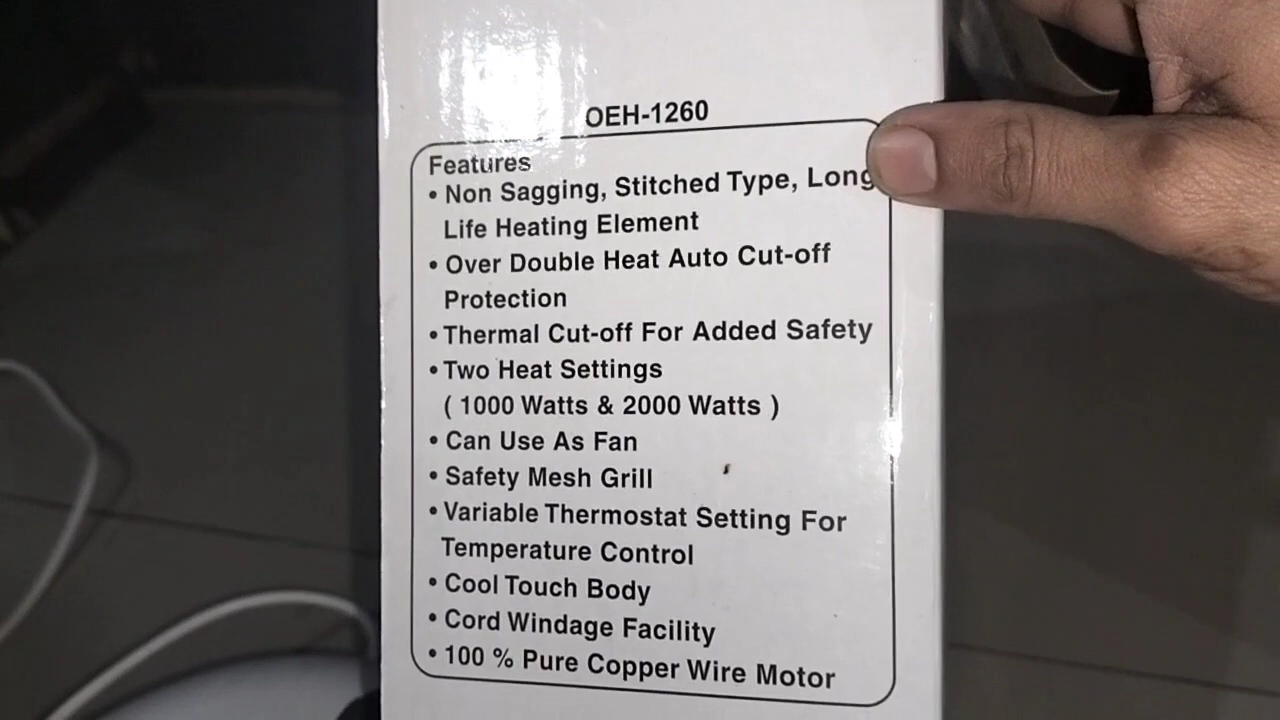 OEH-1260
Features
• Non Sagging, Stitched Type, Long
Life Heating Element
• Over Double Heat Auto Cut-off
Protection
• Thermal Cut-off For Added Safety
• Two Heat Settings
( 1000 Watts & 2000 Watts )
• Can Use As Fan
• Safety Mesh Grill
• Variable Thermostat Setting For
Temperature Control
• Cool Touch Body
• Cord Windage Facility
• 100 % Pure Copper Wire Motor